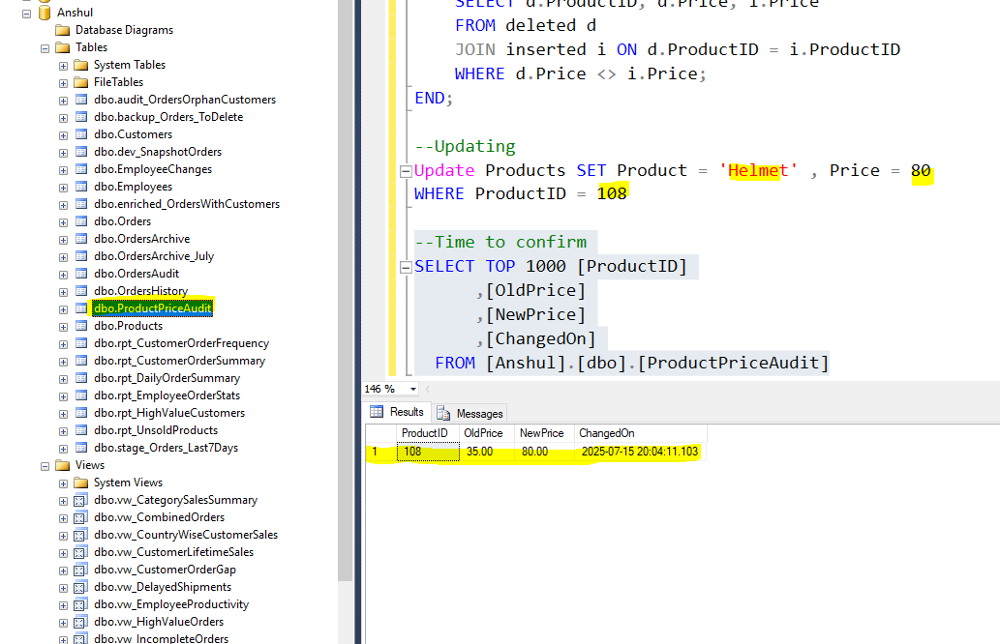 Anshul
Database Diagrams
Tables
System Tables
FileTables
dbo.audit_OrdersOrphanCustomers
dbo.backup_Orders_ToDelete
dbo.Customers
dbo.dev_SnapshotOrders
dbo.EmployeeChanges
dbo.Employees
dbo.enriched_OrdersWithCustomers
dbo.Orders
dbo.OrdersArchive
dbo.OrdersArchive_July
dbo.OrdersAudit
dbo.OrdersHistory
dbo.ProductPriceAudit
dbo.Products
dbo.rpt_CustomerOrderFrequency
dbo.rpt_CustomerOrderSummary
dbo.rpt_DailyOrderSummary
dbo.rpt_EmployeeOrderStats
dbo.rpt_HighValueCustomers
dbo.rpt_UnsoldProducts
dbo.stage_Orders_Last7Days
Views
System Views
dbo.vw_CategorySalesSummary
dbo.vw_CombinedOrders
dbo.vw_CountryWiseCustomerSales
dbo.vw_CustomerLifetimeSales
dbo.vw_CustomerOrderGap
dbo.vw_DelayedShipments
dbo.vw_EmployeeProductivity
dbo.vw_HighValueOrders
dbo.vw_IncompleteOrders
SELECT d.ProductID, d.Price, i.Price
FROM deleted d
JOIN inserted i ON d.ProductID = i.ProductID
WHERE d.Price <> i.Price;
END;
--Updating
Update Products SET Product = 'Helmet' , Price = 80
WHERE ProductID = 108
--Time to confirm
SELECT TOP 1000 [ProductID]
,[OldPrice]
,[NewPrice]
,[ChangedOn]
FROM [Anshul].[dbo].[ProductPriceAudit]
146 %
Results Messages
ProductID OldPrice NewPrice ChangedOn
1 108 35.00 80.00 2025-07-15 20:04:11.103